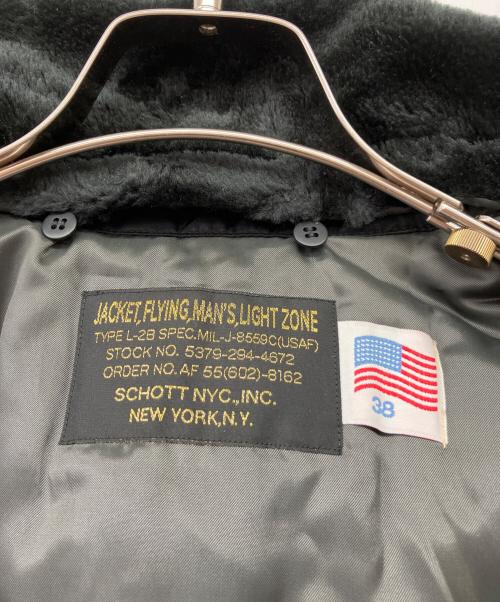 JACKET,FLYING,MAN'S,LIGHT ZONE
TYPE L-2B SPEC.MIL-J-8559C(USAF)
STOCK NO. 5379-294-4672
ORDER NO. AF 55(602)-8162
SCHOTT NYC.,INC.
NEW YORK,N.Y.
38